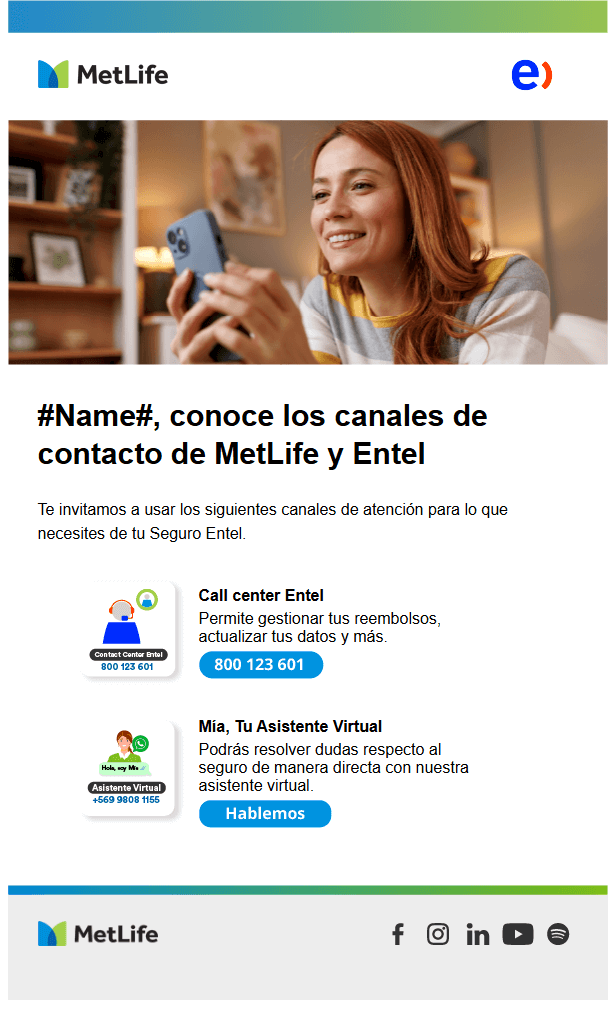 MetLife
e)
#Name#, conoce los canales de
contacto de MetLife y Entel
Te invitamos a usar los siguientes canales de atención para lo que
necesites de tu Seguro Entel.
Contact Center Entel
800 123 601
Call center Entel
Permite gestionar tus reembolsos,
actualizar tus datos y más.
800 123 601
Hola, soy Mía
Asistente Virtual
+569 9808 1155
Mía, Tu Asistente Virtual
Podrás resolver dudas respecto al
seguro de manera directa con nuestra
asistente virtual.
Hablemos
MetLife